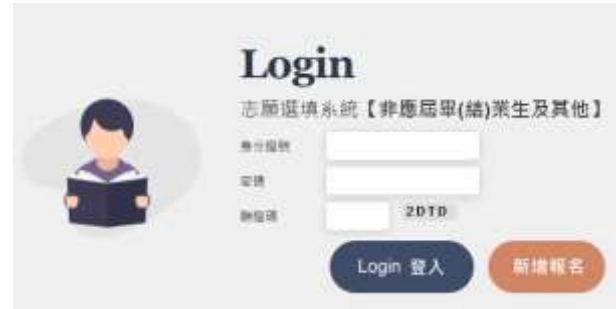 Login
志願選填系統【非應屆畢(結)業生及其他】
身分證號
密碼
驗證碼 2DTD
Login 登入 新增報名